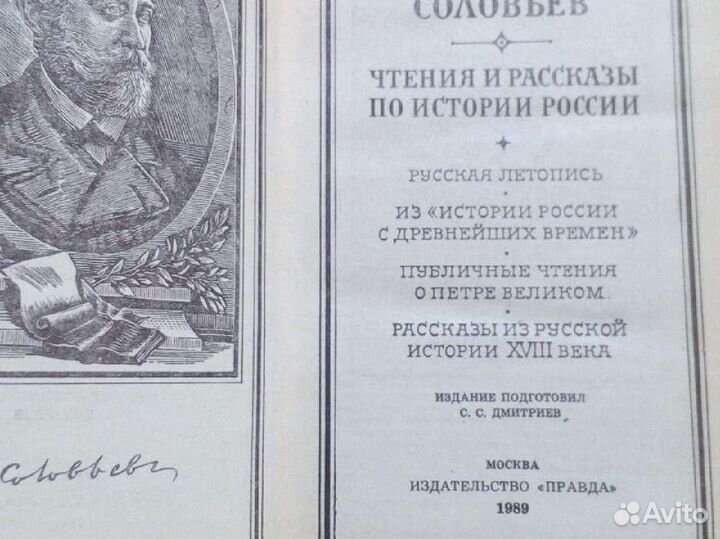 СОЛОВЬЕВ
ЧТЕНИЯ И РАССКАЗЫ
ПО ИСТОРИИ РОССИИ
РУССКАЯ ЛЕТОПИСЬ
ИЗ «ИСТОРИИ РОССИИ
С ДРЕВНЕЙШИХ ВРЕМЕН»
ПУБЛИЧНЫЕ ЧТЕНИЯ
О ПЕТРЕ ВЕЛИКОМ
РАССКАЗЫ ИЗ РУССКОЙ
ИСТОРИИ XVIII ВЕКА
ИЗДАНИЕ ПОДГОТОВИЛ
С. С. ДМИТРИЕВ
МОСКВА
ИЗДАТЕЛЬСТВО «ПРАВДА»
1989
Соловьев
Avito